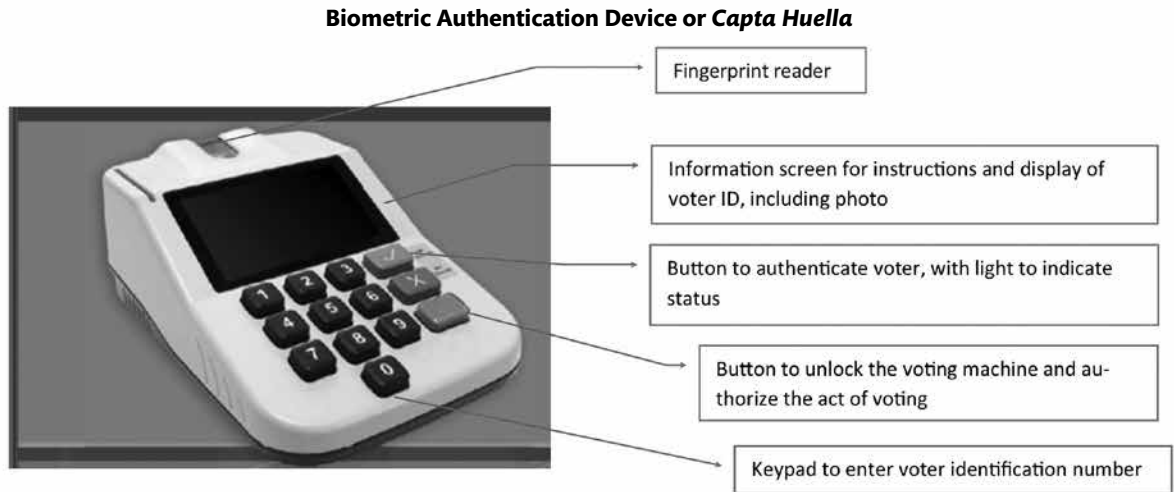 Biometric Authentication Device or Capta Huella
Fingerprint reader
Information screen for instructions and display of
voter ID, including photo
Button to authenticate voter, with light to indicate
status
Button to unlock the voting machine and au-
thorize the act of voting
Keypad to enter voter identification number
1 2 3 ✓
4 5 6 X
7 8 9
0